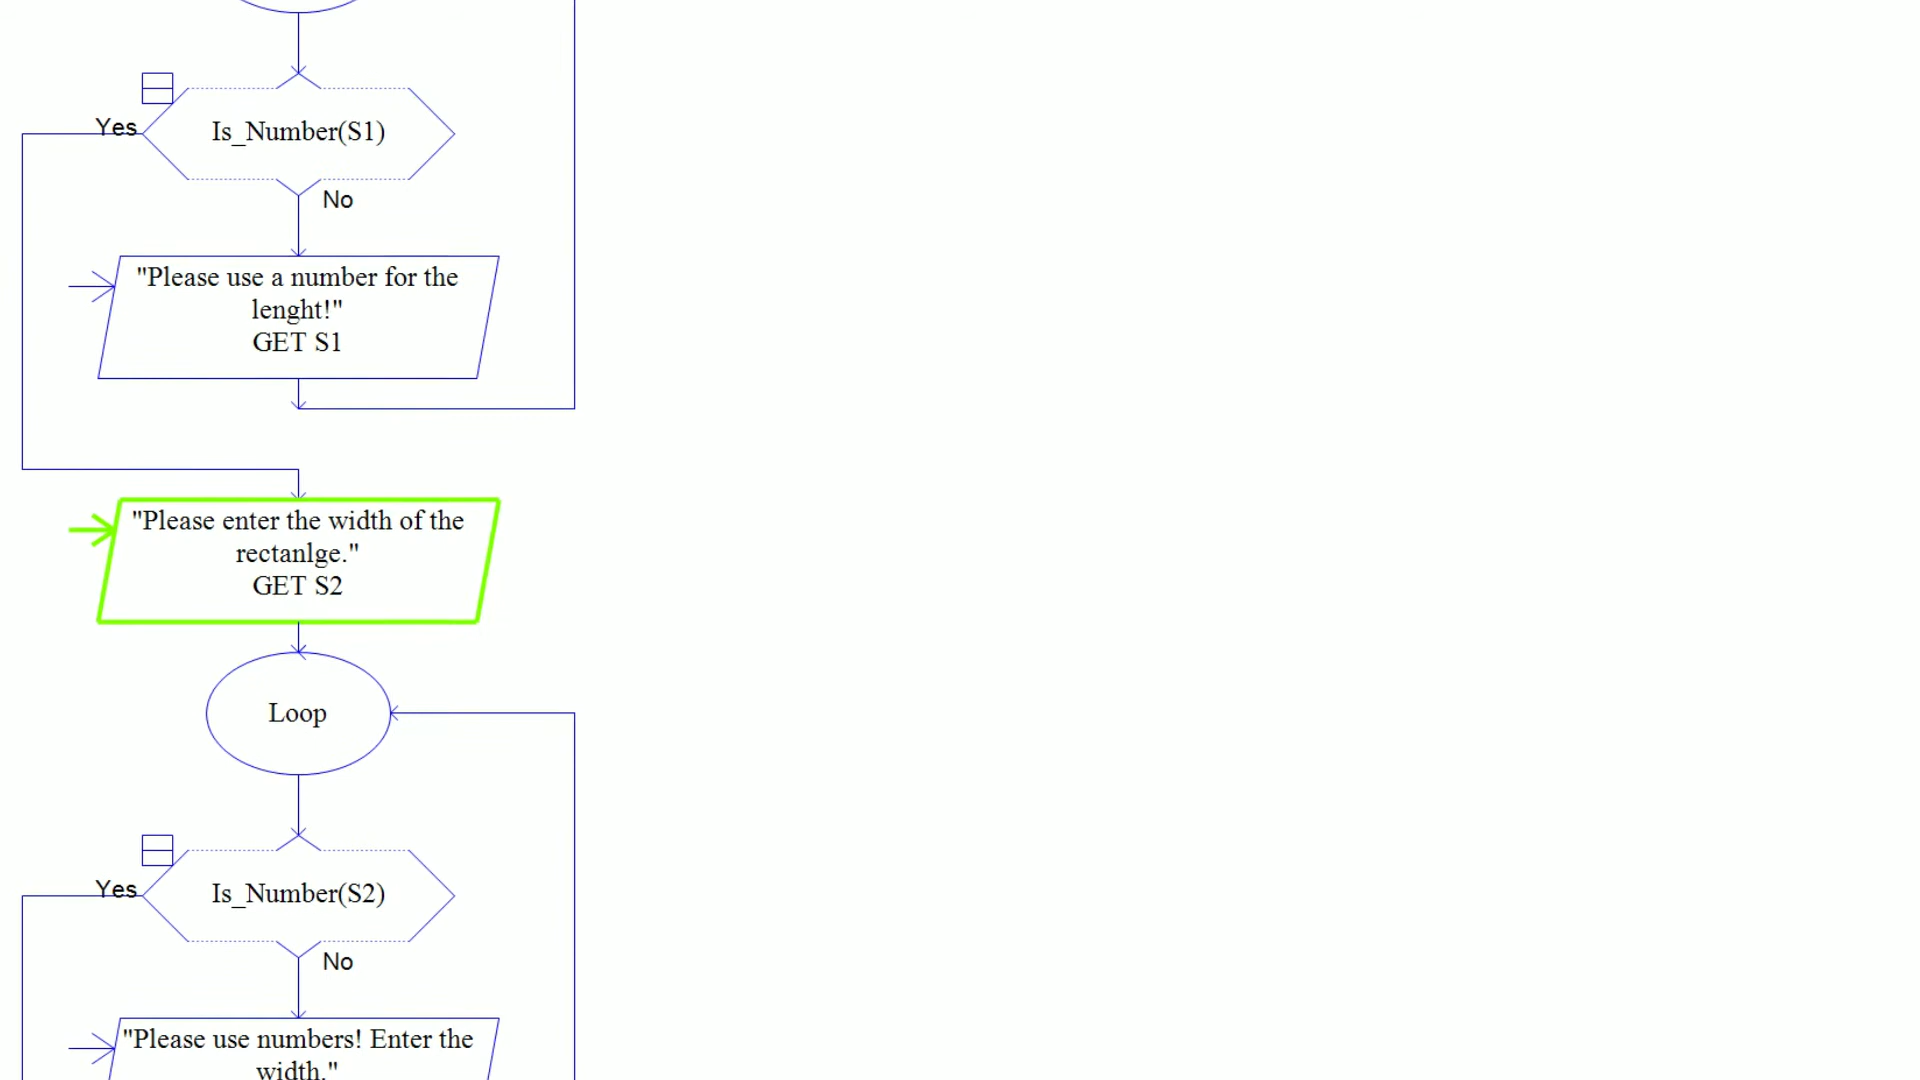 Yes
Is_Number(S1)
No
"Please use a number for the
lenght!"
GET S1
"Please enter the width of the
rectanlge."
GET S2
Loop
Yes
Is_Number(S2)
No
"Please use numbers! Enter the
width."